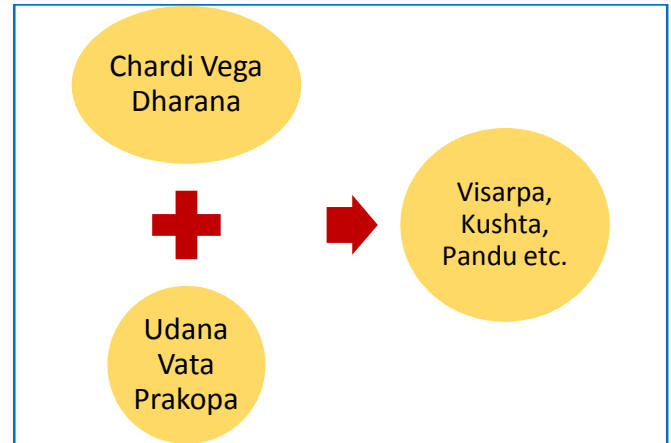 Chardi Vega
Dharana
Udana
Vata
Prakopa
Visarpa,
Kushta,
Pandu etc.